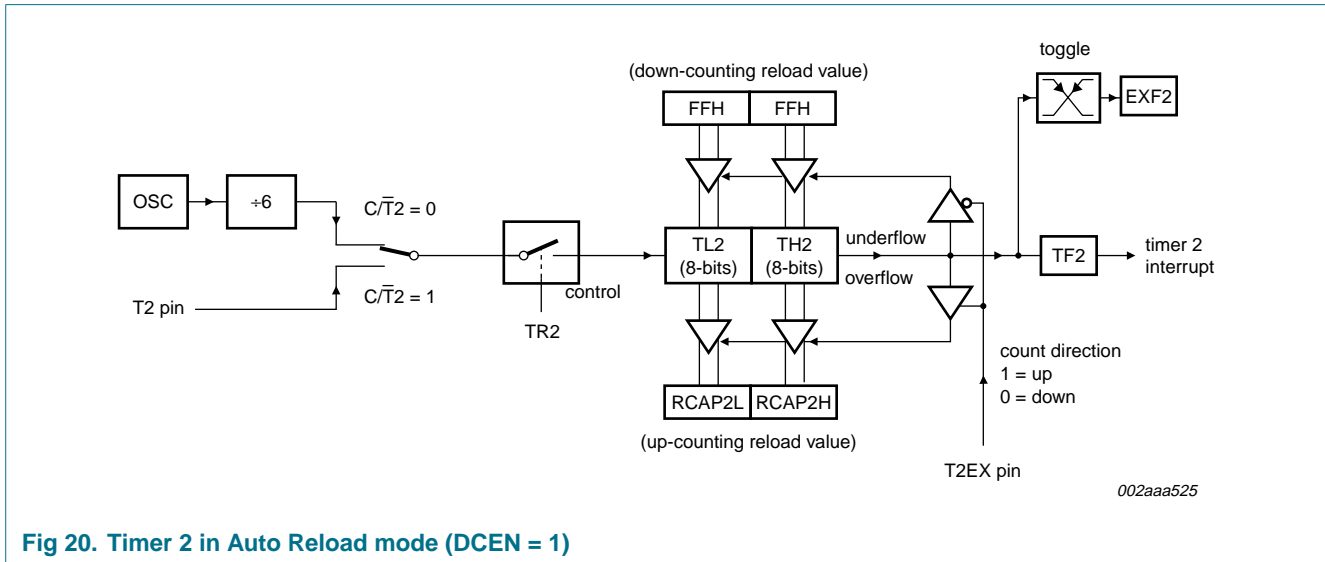 toggle
(down-counting reload value)
FFH
FFH
EXF2
OSC
÷6
C/T̅2 = 0
TL2
(8-bits)
TH2
(8-bits)
underflow
overflow
TF2
timer 2
interrupt
control
T2 pin
C/T̅2 = 1
TR2
count direction
1 = up
0 = down
RCAP2L
RCAP2H
(up-counting reload value)
T2EX pin
002aaa525
Fig 20. Timer 2 in Auto Reload mode (DCEN = 1)